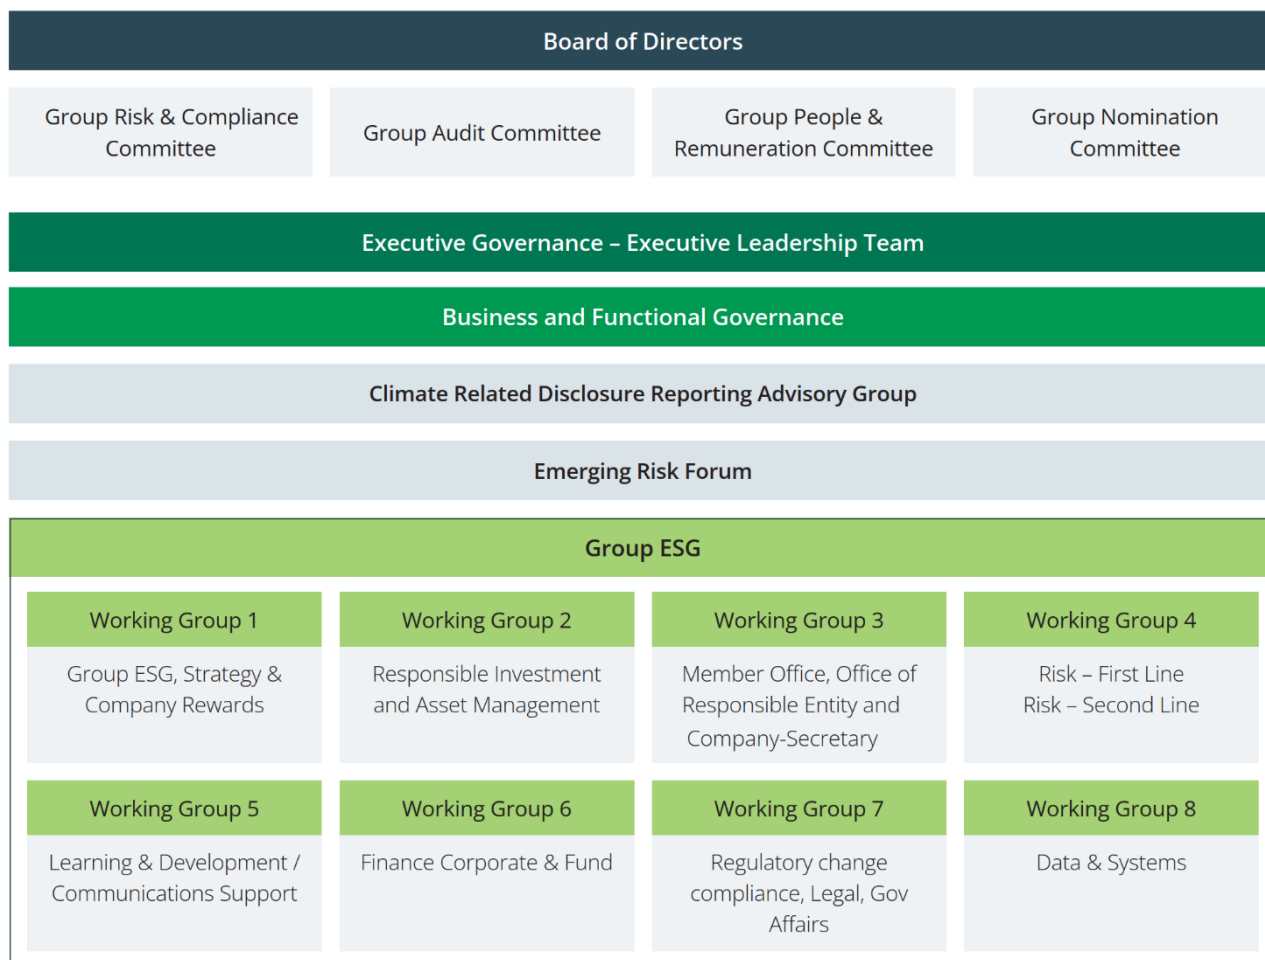 Board of Directors
Group Risk & Compliance
Committee
Group Audit Committee
Group People &
Remuneration Committee
Group Nomination
Committee
Executive Governance – Executive Leadership Team
Business and Functional Governance
Climate Related Disclosure Reporting Advisory Group
Emerging Risk Forum
Group ESG
Working Group 1
Group ESG, Strategy &
Company Rewards
Working Group 2
Responsible Investment
and Asset Management
Working Group 3
Member Office, Office of
Responsible Entity and
Company-Secretary
Working Group 4
Risk – First Line
Risk – Second Line
Working Group 5
Learning & Development /
Communications Support
Working Group 6
Finance Corporate & Fund
Working Group 7
Regulatory change
compliance, Legal, Gov
Affairs
Working Group 8
Data & Systems